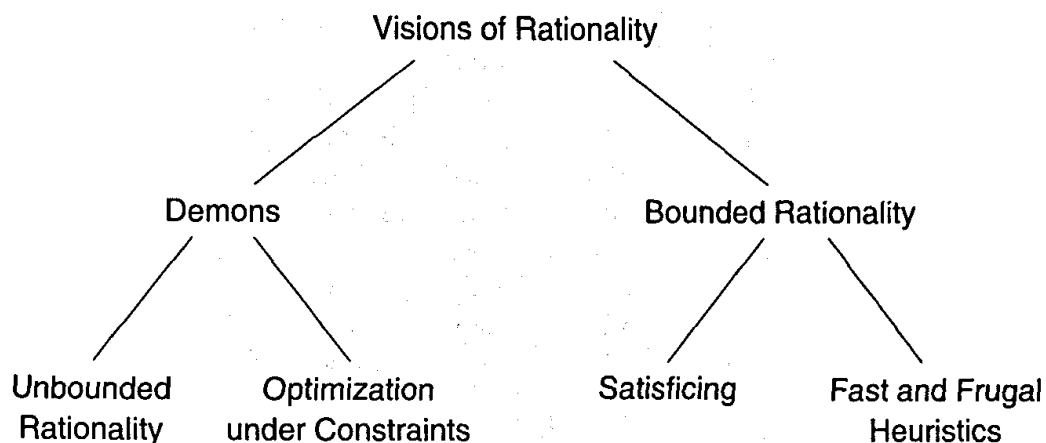 Visions of Rationality
Demons
Bounded Rationality
Unbounded
Rationality
Optimization
under Constraints
Satisficing
Fast and Frugal
Heuristics